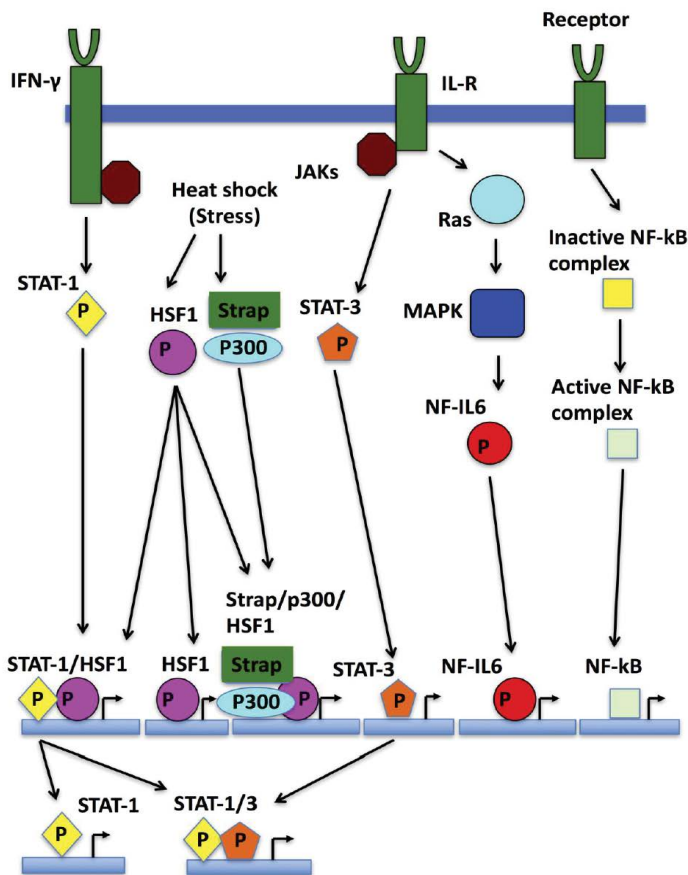 Receptor
IFN-γ
IL-R
JAKs
Heat shock
(Stress)
Ras
Inactive NF-kB
complex
STAT-1
P
HSF1
P
Strap
P300
STAT-3
P
MAPK
Active NF-kB
complex
NF-IL6
P
Strap/p300/
HSF1
STAT-1/HSF1
P
P
HSF1
P
Strap
P300
P
STAT-3
P
NF-IL6
P
NF-kB
STAT-1
P
STAT-1/3
P
P